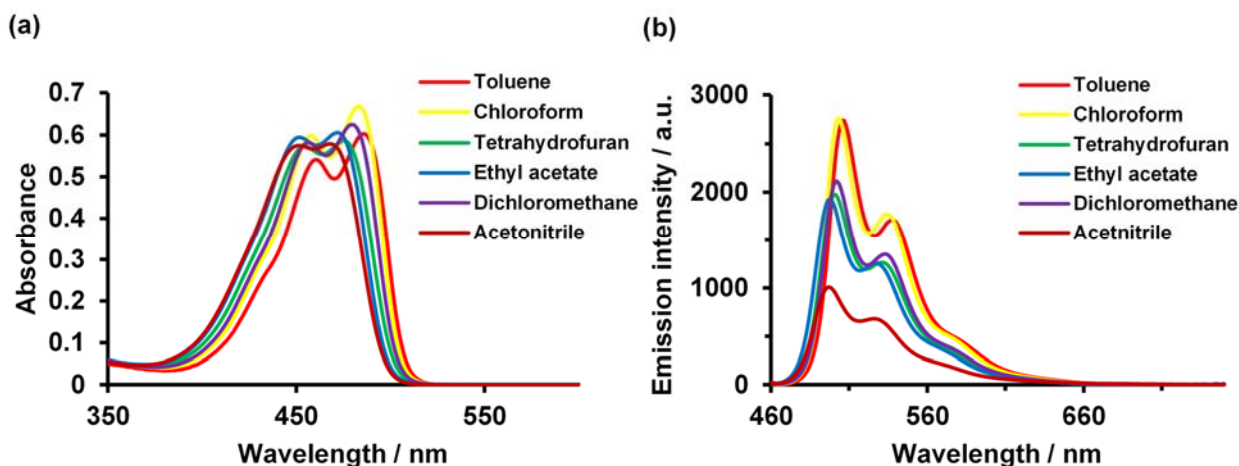 (a)
Absorbance
0.7
0.6
0.5
0.4
0.3
0.2
0.1
0
350
450
550
Wavelength / nm
Toluene
Chloroform
Tetrahydrofuran
Ethyl acetate
Dichloromethane
Acetonitrile
(b)
Emission intensity / a.u.
3000
2000
1000
0
460
560
660
Wavelength / nm
Toluene
Chloroform
Tetrahydrofuran
Ethyl acetate
Dichloromethane
Acetnitrile